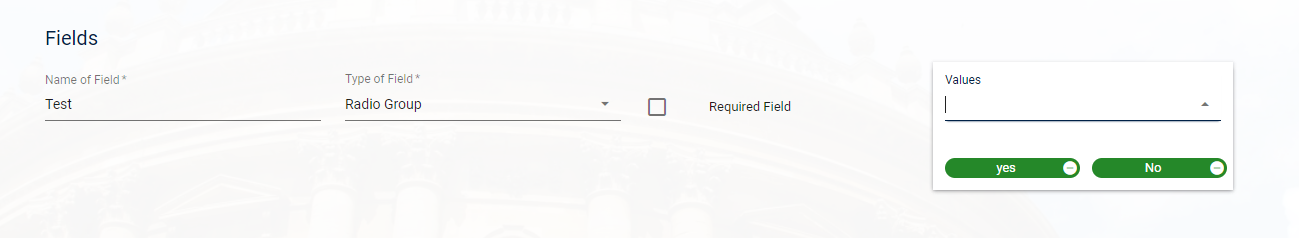 Fields
Name of Field *
Type of Field *
Values
Test
Radio Group
Required Field
yes
No